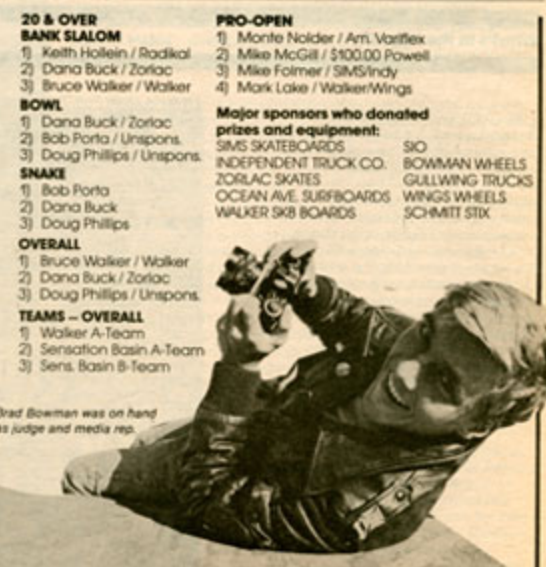 20 & OVER
BANK SLALOM
1) Keith Hollein / Radikal
2) Dana Buck / Zorlac
3) Bruce Walker / Walker
BOWL
1) Dana Buck / Zorlac
2) Bob Porta / Unspons.
3) Doug Phillips / Unspons.
SNAKE
1) Bob Porta
2) Dana Buck
3) Doug Phillips
OVERALL
1) Bruce Walker / Walker
2) Dana Buck / Zorlac
3) Doug Phillips / Unspons.
TEAMS – OVERALL
1) Walker A-Team
2) Sensation Basin A-Team
3) Sens. Basin B-Team
PRO-OPEN
1) Monte Nolder / Am. Variflex
2) Mike McGill / $100.00 Powell
3) Mike Folmer / SIMS/Indy
4) Mark Lake / Walker/Wings
Major sponsors who donated
prizes and equipment:
SIMS SKATEBOARDS
INDEPENDENT TRUCK CO.
ZORLAC SKATES
OCEAN AVE. SURFBOARDS
WALKER SK8 BOARDS
SIO
BOWMAN WHEELS
GULLWING TRUCKS
WINGS WHEELS
SCHMITT STIX
Brad Bowman was on hand
as judge and media rep.